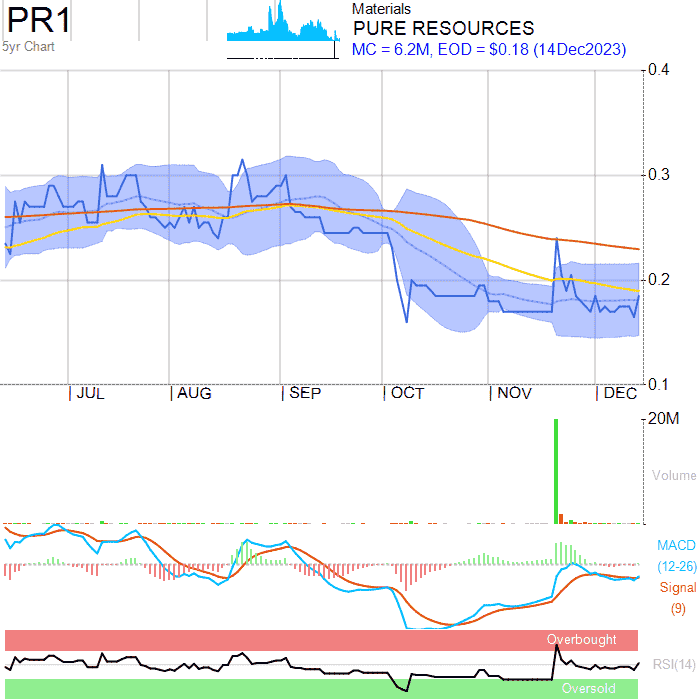 PR1
5yr Chart
Materials
PURE RESOURCES
MC = 6.2M, EOD = $0.18 (14Dec2023)
0.4
0.3
0.2
0.1
JUL AUG SEP OCT NOV DEC
20M
Volume
MACD
(12-26)
Signal
(9)
Overbought
RSI(14)
Oversold